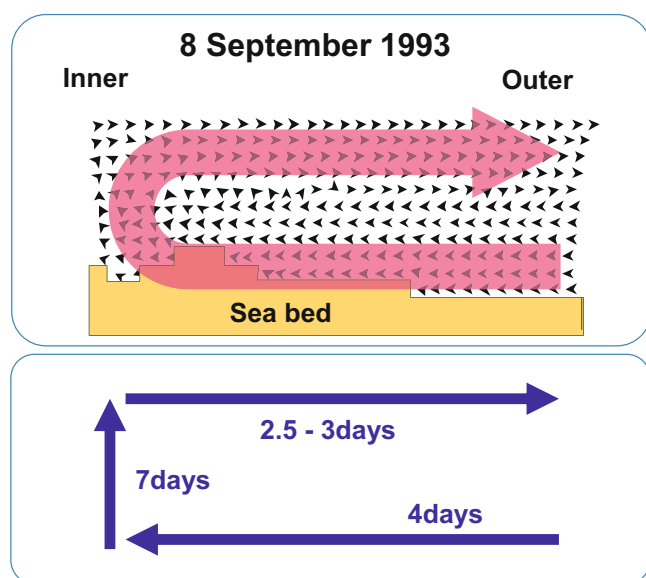 8 September 1993
Inner
Outer
Sea bed
2.5 - 3days
7days
4days